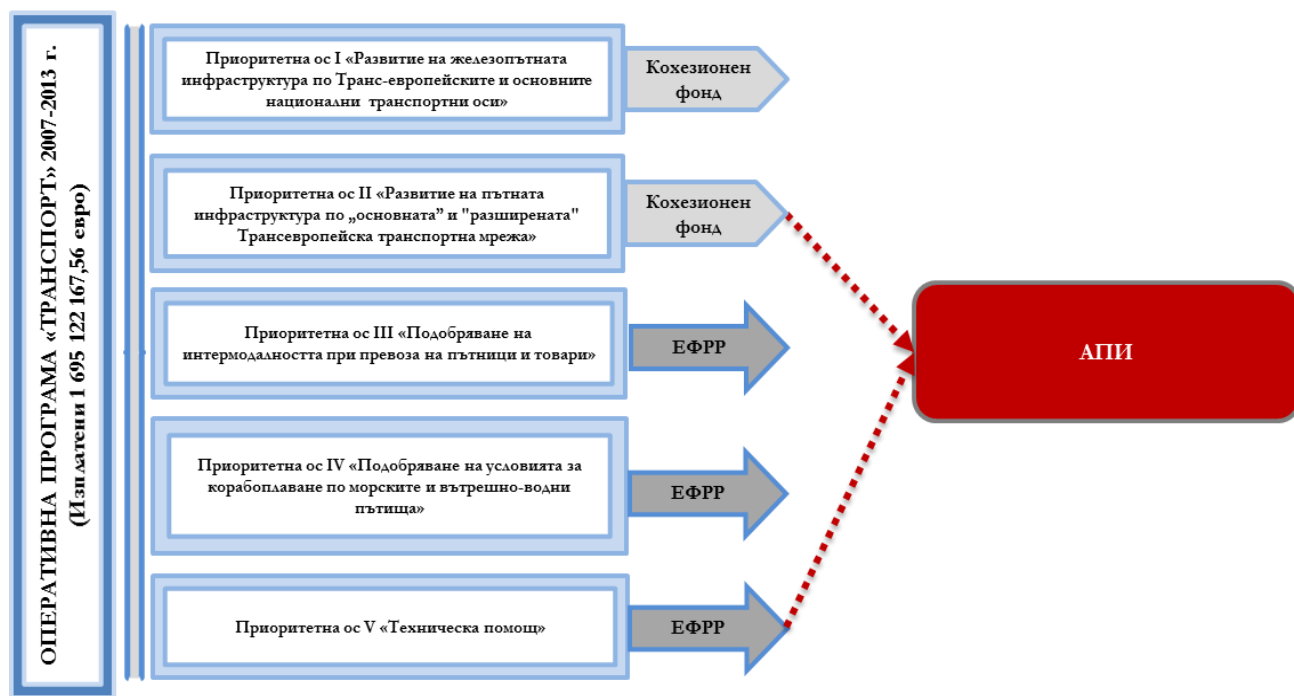 ОПЕРАТИВНА ПРОГРАМА «ТРАНСПОРТ» 2007-2013 г.
(Изплатени 1 695 122 167,56 евро)
Приоритетна ос I «Развитие на железопътната
инфраструктура по Транс-европейските и основните
национални транспортни оси»
Кохезионен
фонд
Приоритетна ос II «Развитие на пътната
инфраструктура по „основната” и "разширената"
Трансевропейска транспортна мрежа»
Кохезионен
фонд
Приоритетна ос III «Подобряване на
интермодалността при превоза на пътници и товари»
ЕФРР
АПИ
Приоритетна ос IV «Подобряване на условията за
корабоплаване по морските и вътрешно-водни
пътища»
ЕФРР
Приоритетна ос V «Техническа помощ»
ЕФРР